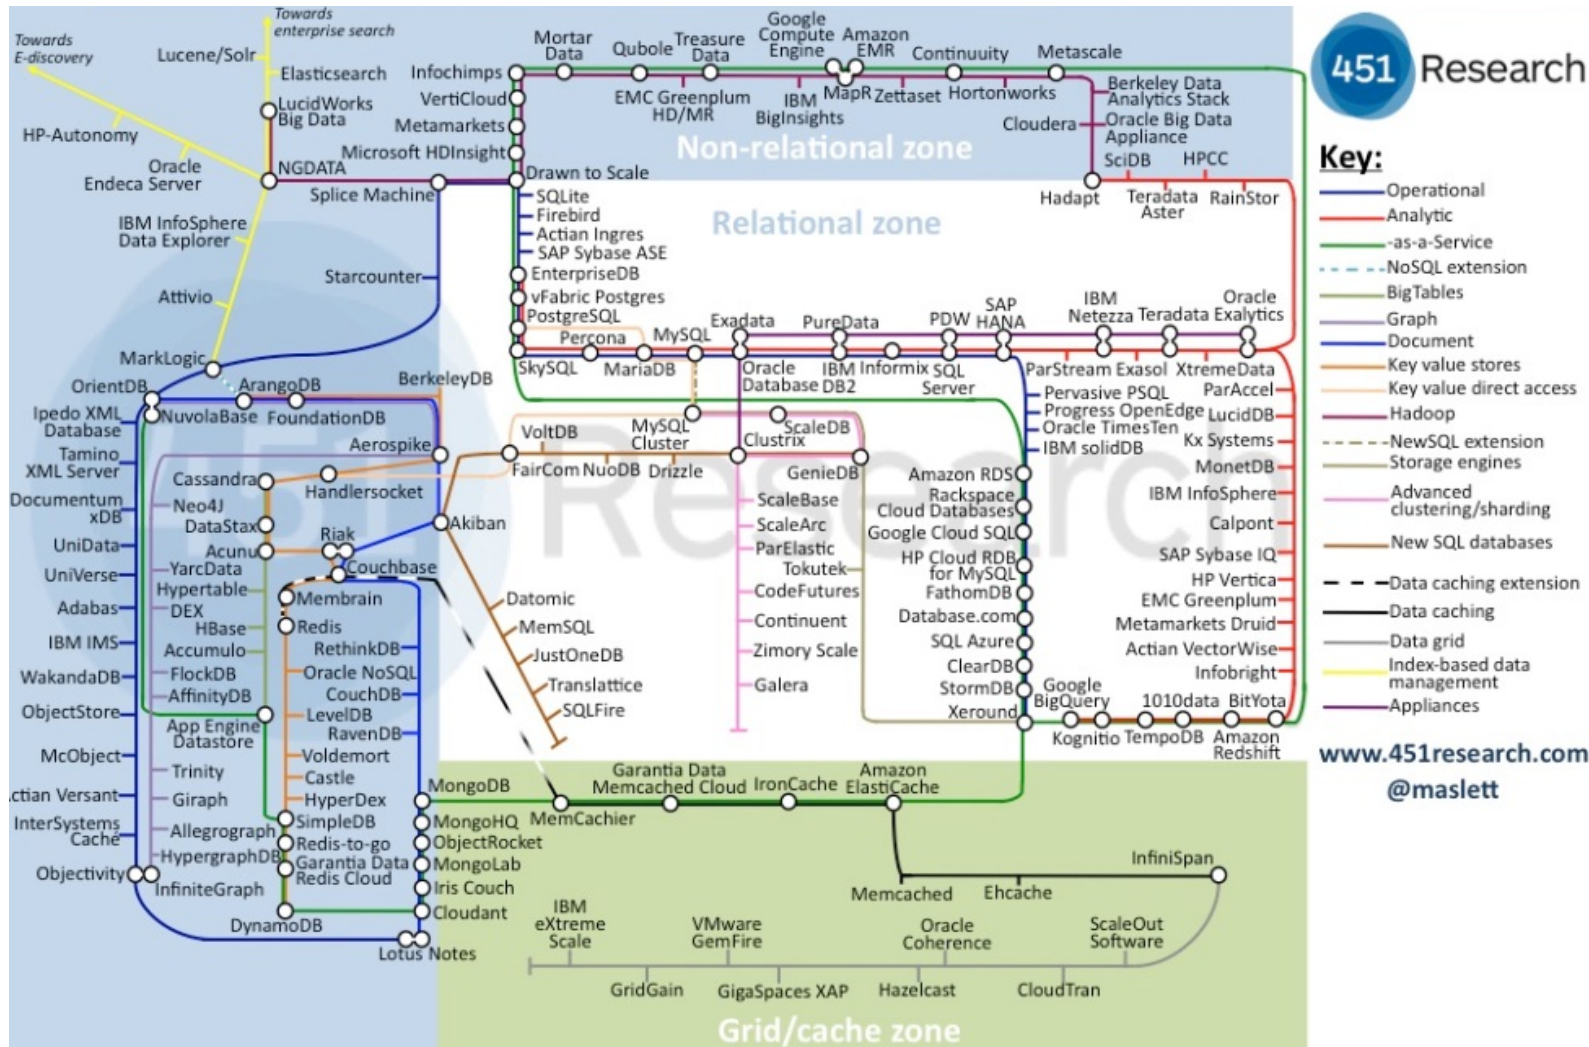 Towards
enterprise search
Towards
E-discovery
Lucene/Solr
Elasticsearch
LucidWorks
Big Data
HP-Autonomy
Oracle
Endeca Server
NGDATA
IBM InfoSphere
Data Explorer
Attivio
MarkLogic
Splice Machine
Starcounter
Infochimps
VertiCloud
Metamarkets
Microsoft HDInsight
Drawn to Scale
Mortar
Data
Qubole
Treasure
Data
Google
Compute
Engine
Amazon
EMR
Continuuity
Metascale
EMC Greenplum
HD/MR
IBM
BigInsights
MapR
Zettaset
Hortonworks
Berkeley Data
Analytics Stack
Cloudera
Oracle Big Data
Appliance
Non-relational zone
Relational zone
SciDB
HPCC
Hadapt
Teradata
Aster
RainStor
SQLite
Firebird
Actian Ingres
SAP Sybase ASE
EnterpriseDB
vFabric Postgres
PostgreSQL
SkySQL
Percona
MariaDB
MySQL
Exadata
Oracle
Database
PureData
IBM
DB2
Informix
PDW
SQL
Server
SAP
HANA
IBM
Netezza
Teradata
Oracle
Exalytics
ParStream
Exasol
XtremeData
ParAccel
LucidDB
Kx Systems
MonetDB
IBM InfoSphere
Calpont
SAP Sybase IQ
HP Vertica
EMC Greenplum
Metamarkets Druid
Actian VectorWise
Infobright
Pervasive PSQL
Progress OpenEdge
Oracle TimesTen
IBM solidDB
Amazon RDS
Rackspace
Cloud Databases
Google Cloud SQL
HP Cloud RDB
for MySQL
FathomDB
Database.com
SQL Azure
ClearDB
StormDB
Xeround
Google
BigQuery
Kognitio
1010data
TempoDB
BitYota
Amazon
Redshift
OrientDB
NuvolaBase
ArangoDB
FoundationDB
BerkeleyDB
Aerospike
Ipedo XML
Database
Tamino
XML Server
Documentum
xDB
UniData
UniVerse
Adabas
IBM IMS
WakandaDB
ObjectStore
McObject
ctian Versant
InterSystems
Caché
Objectivity
Cassandra
Handlersocket
Neo4J
DataStax
Acunu
Riak
Couchbase
YarcData
Hypertable
DEX
HBase
Accumulo
FlockDB
AffinityDB
App Engine
Datastore
Trinity
Giraph
Allegrograph
HypergraphDB
InfiniteGraph
Membrain
Redis
RethinkDB
Oracle NoSQL
CouchDB
LevelDB
RavenDB
Voldemort
Castle
HyperDex
SimpleDB
Redis-to-go
Garantia Data
Redis Cloud
DynamoDB
MongoDB
MongoHQ
ObjectRocket
MongoLab
Iris Couch
Cloudant
Lotus Notes
VoltDB
FairCom
NuoDB
Drizzle
MySQL
Cluster
Clustrix
ScaleDB
GenieDB
Akiban
Datomic
MemSQL
JustOneDB
Translattice
SQLFire
ScaleBase
ScaleArc
ParElastic
Tokutek
CodeFutures
Continuent
Zimory Scale
Galera
MemCachier
Garantia Data
Memcached Cloud
IronCache
Amazon
ElastiCache
Memcached
Ehcache
InfiniSpan
IBM
eXtreme
Scale
GridGain
VMware
GemFire
GigaSpaces XAP
Oracle
Coherence
Hazelcast
CloudTran
ScaleOut
Software
Grid/cache zone
451 Research
451 Research
Key:
Operational
Analytic
-as-a-Service
NoSQL extension
BigTables
Graph
Document
Key value stores
Key value direct access
Hadoop
NewSQL extension
Storage engines
Advanced
clustering/sharding
New SQL databases
Data caching extension
Data caching
Data grid
Index-based data
management
Appliances
www.451research.com
@maslett